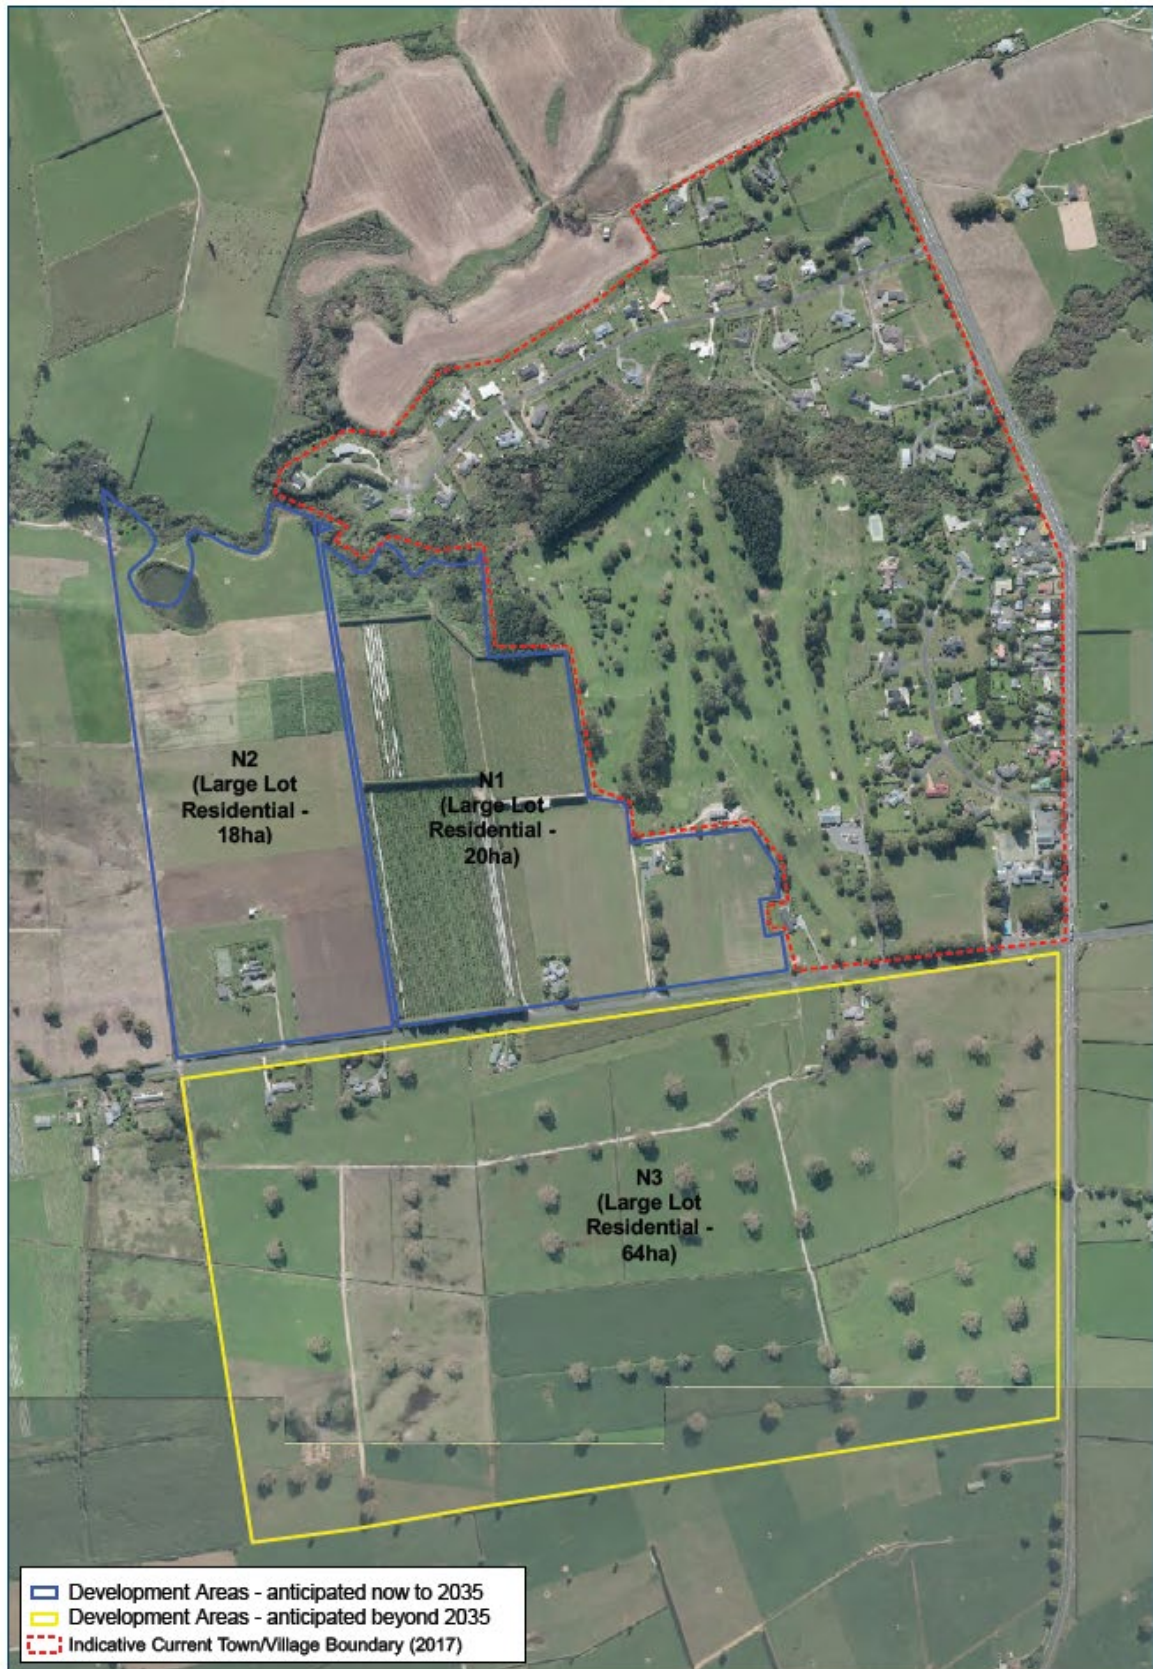 N2
(Large Lot
Residential -
18ha)
N1
(Large Lot
Residential -
20ha)
N3
(Large Lot
Residential -
64ha)
Development Areas - anticipated now to 2035
Development Areas - anticipated beyond 2035
Indicative Current Town/Village Boundary (2017)